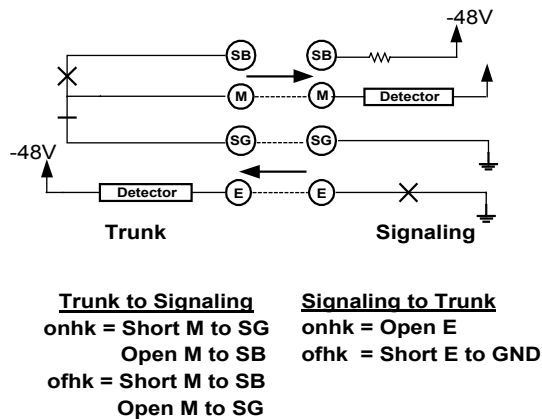 -48V
SB SB
M M Detector
SG SG
-48V
Detector E E
Trunk Signaling
Trunk to Signaling
onhk = Short M to SG
Open M to SB
ofhk = Short M to SB
Open M to SG
Signaling to Trunk
onhk = Open E
ofhk = Short E to GND